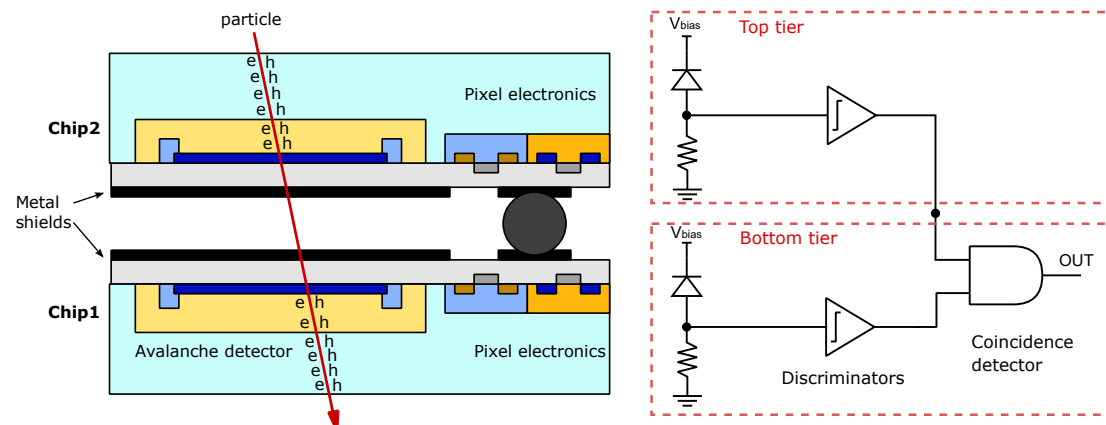 particle
e h
e h
e h
e h
e h
e h
Pixel electronics
Chip2
Metal
shields
Chip1
e h
e h
e h
e h
e h
e h
Avalanche detector
Pixel electronics
Vbias
Top tier
Vbias
Bottom tier
OUT
Coincidence
detector
Discriminators